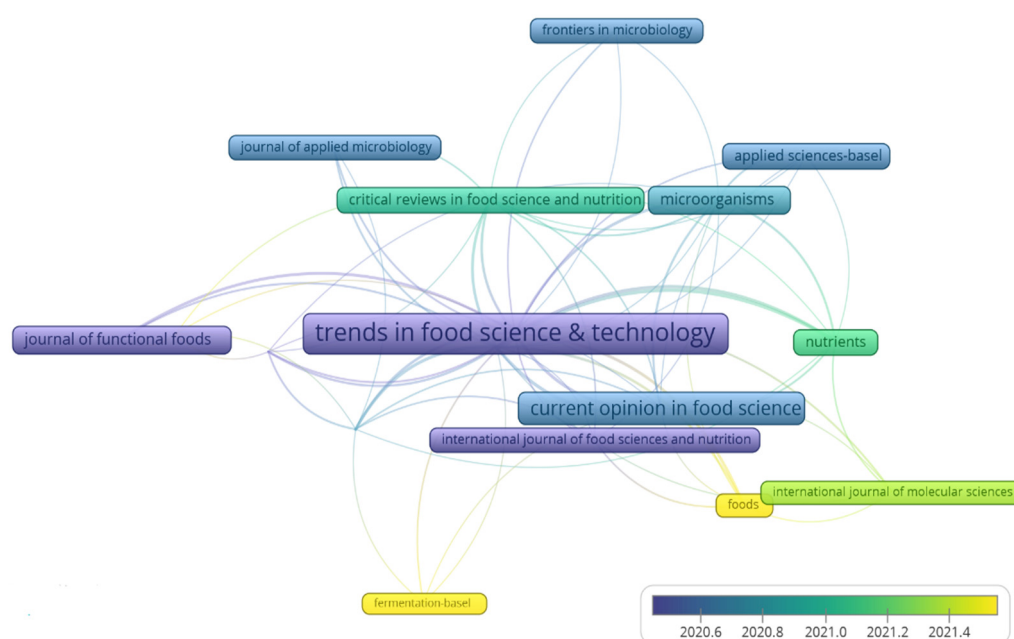 frontiers in microbiology
journal of applied microbiology
applied sciences-basel
critical reviews in food science and nutrition
microorganisms
trends in food science & technology
journal of functional foods
nutrients
current opinion in food science
international journal of food sciences and nutrition
international journal of molecular sciences
foods
fermentation-basel
2020.6 2020.8 2021.0 2021.2 2021.4